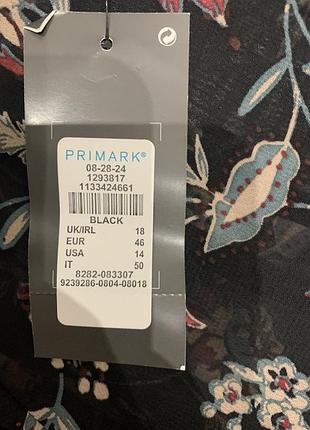 PRIMARK®
08-28-24
1293817
1133424661
BLACK
UK/IRL 18
EUR 46
USA 14
IT 50
8282-083307
9239286-0804-08018